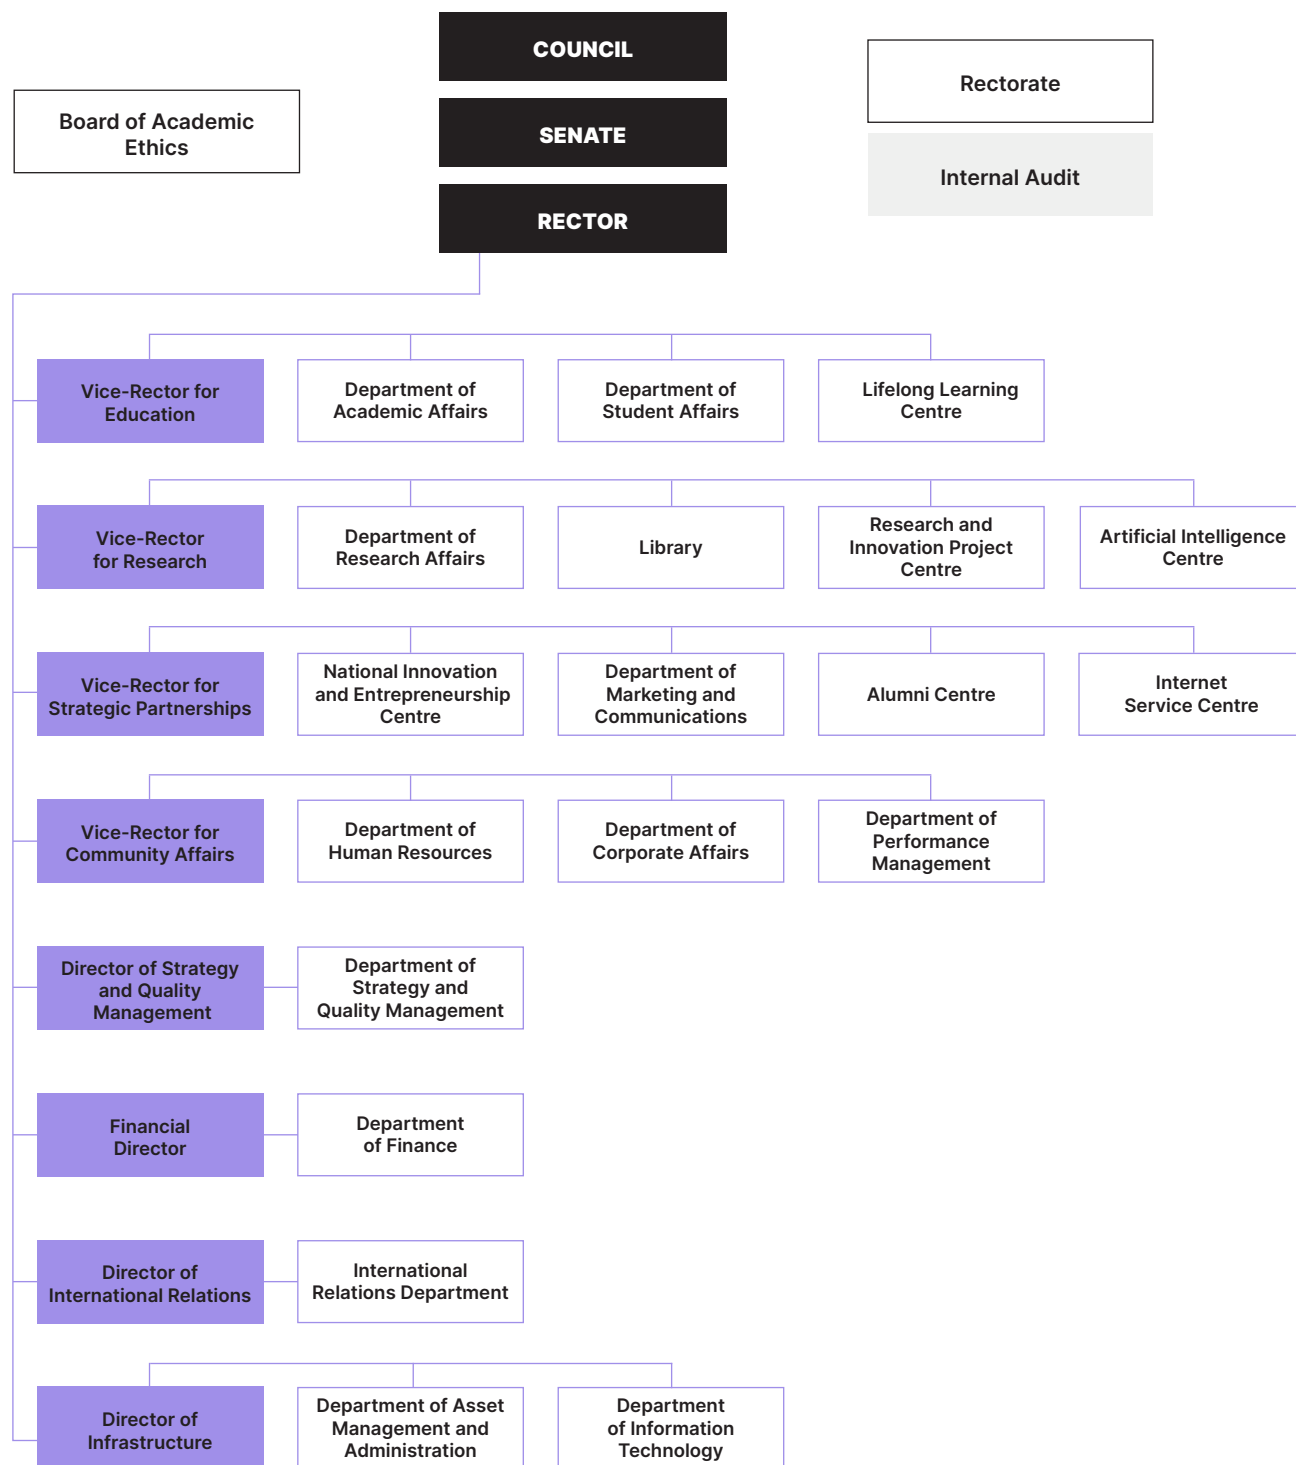 COUNCIL
Rectorate
Board of Academic
Ethics
SENATE
Internal Audit
RECTOR
Vice-Rector for
Education
Department of
Academic Affairs
Department of
Student Affairs
Lifelong Learning
Centre
Vice-Rector
for Research
Department of
Research Affairs
Library
Research and
Innovation Project
Centre
Artificial Intelligence
Centre
Vice-Rector for
Strategic Partnerships
National Innovation
and Entrepreneurship
Centre
Department of
Marketing and
Communications
Alumni Centre
Internet
Service Centre
Vice-Rector for
Community Affairs
Department of
Human Resources
Department of
Corporate Affairs
Department of
Performance
Management
Director of Strategy
and Quality
Management
Department of
Strategy and
Quality Management
Financial
Director
Department
of Finance
Director of
International Relations
International
Relations Department
Director of
Infrastructure
Department of Asset
Management and
Administration
Department
of Information
Technology